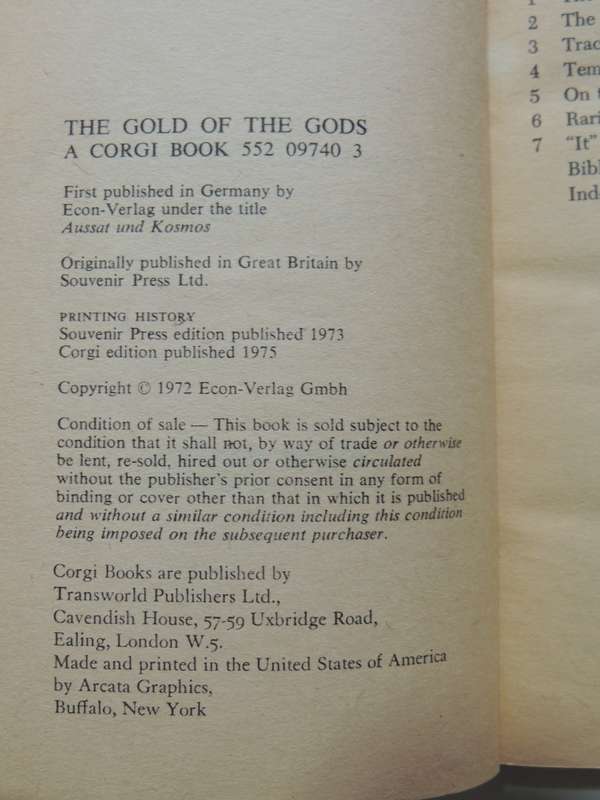 THE GOLD OF THE GODS
A CORGI BOOK 552 09740 3
First published in Germany by
Econ-Verlag under the title
Aussat und Kosmos
Originally published in Great Britain by
Souvenir Press Ltd.
PRINTING HISTORY
Souvenir Press edition published 1973
Corgi edition published 1975
Copyright © 1972 Econ-Verlag Gmbh
Condition of sale — This book is sold subject to the
condition that it shall not, by way of trade or otherwise
be lent, re-sold, hired out or otherwise circulated
without the publisher's prior consent in any form of
binding or cover other than that in which it is published
and without a similar condition including this condition
being imposed on the subsequent purchaser.
Corgi Books are published by
Transworld Publishers Ltd.,
Cavendish House, 57-59 Uxbridge Road,
Ealing, London W.5.
Made and printed in the United States of America
by Arcata Graphics,
Buffalo, New York
1
2 The
3 Trac
4 Tem
5 On t
6 Rari
7 "It"
Bibl
Ind